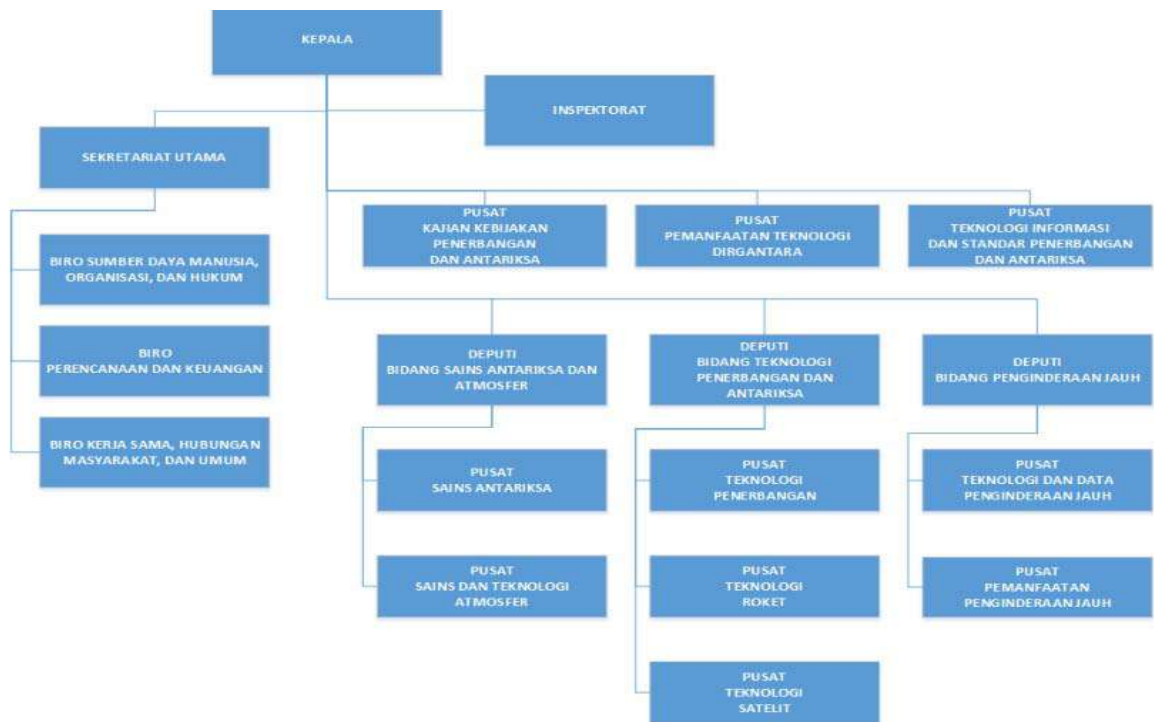 KEPALA
INSPEKTORAT
SEKRETARIAT UTAMA
PUSAT
KAJIAN KEBIJAKAN
PENERBANGAN
DAN ANTARIKSA
PUSAT
PEMANFAATAN TEKNOLOGI
DIRGANTARA
PUSAT
TEKNOLOGI INFORMASI
DAN STANDAR PENERBANGAN
DAN ANTARIKSA
BIRO SUMBER DAYA MANUSIA,
ORGANISASI, DAN HUKUM
BIRO
PERENCANAAN DAN KEUANGAN
BIRO KERJA SAMA, HUBUNGAN
MASYARAKAT, DAN UMUM
DEPUTI
BIDANG SAINS ANTARIKSA DAN
ATMOSFER
DEPUTI
BIDANG TEKNOLOGI
PENERBANGAN DAN
ANTARIKSA
DEPUTI
BIDANG PENGINDERAAN JAUH
PUSAT
SAINS ANTARIKSA
PUSAT
TEKNOLOGI
PENERBANGAN
PUSAT
TEKNOLOGI DAN DATA
PENGINDERAAN JAUH
PUSAT
SAINS DAN TEKNOLOGI
ATMOSFER
PUSAT
TEKNOLOGI
ROKET
PUSAT
PEMANFAATAN
PENGINDERAAN JAUH
PUSAT
TEKNOLOGI
SATELIT